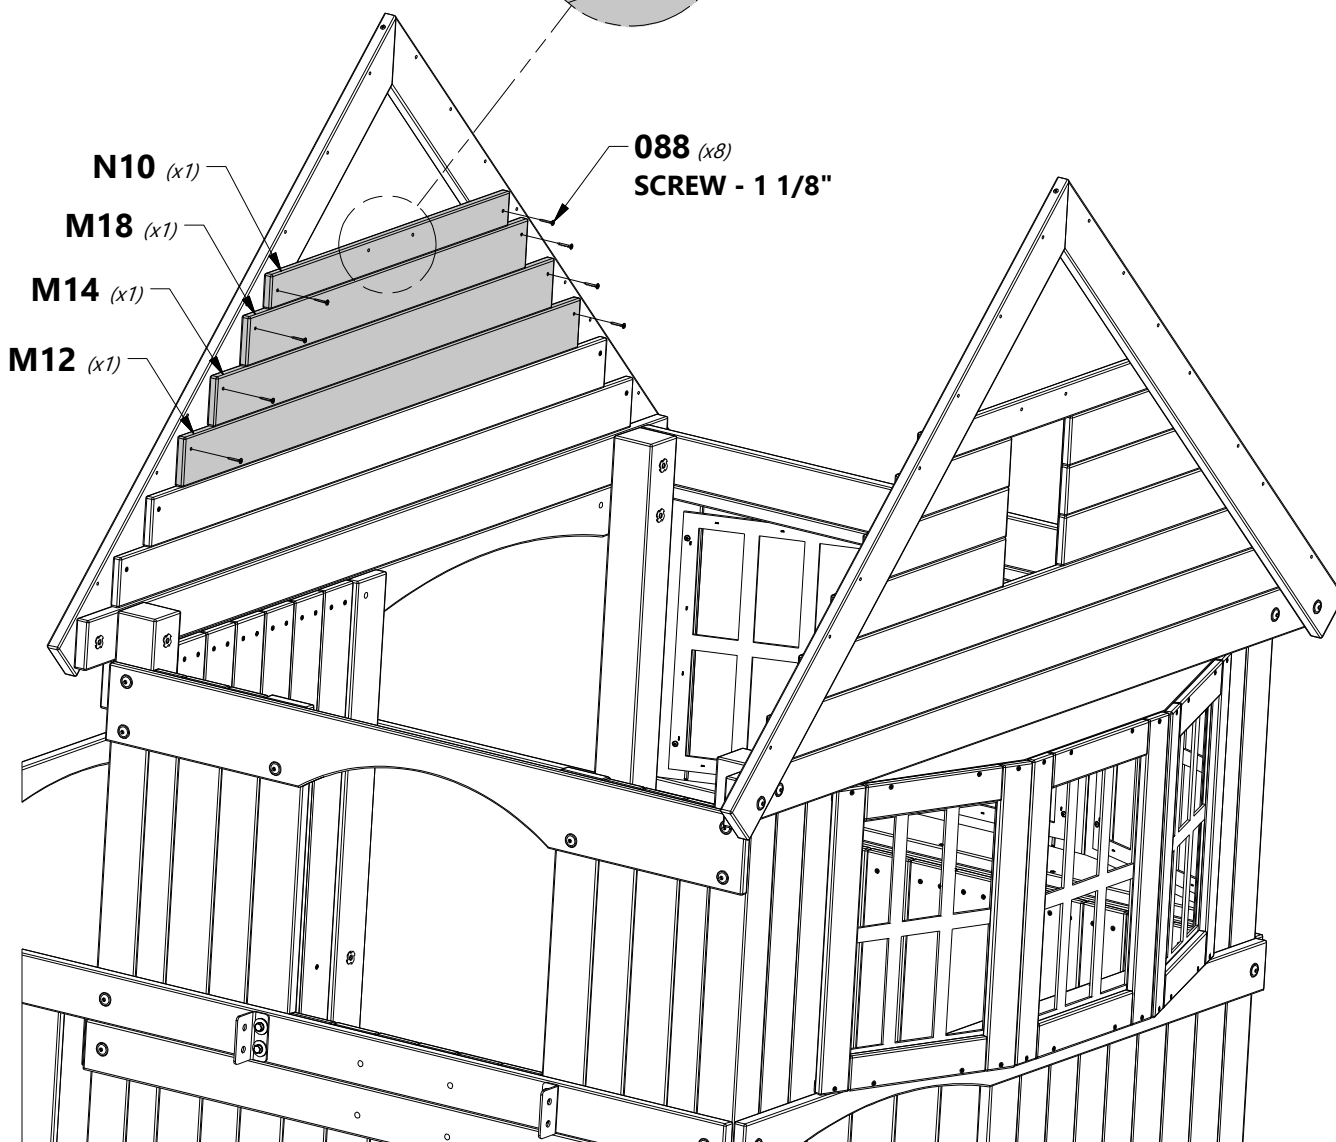 N10 (x1)
M18 (x1)
M14 (x1)
M12 (x1)
088 (x8)
SCREW - 1 1/8"